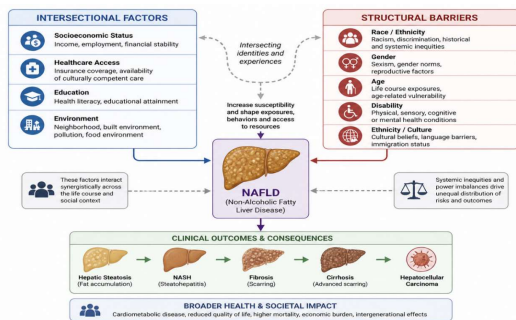 INTERSECTIONAL FACTORS
Socioeconomic Status
Income, employment, financial stability
Healthcare Access
Insurance coverage, availability
of culturally competent care
Education
Health literacy, educational attainment
Environment
Neighborhood, built environment,
pollution, food environment
Intersecting
identities and
experiences
Increase susceptibility
and shape exposures,
behaviors and access
to resources
STRUCTURAL BARRIERS
Race / Ethnicity
Racism, discrimination, historical
and systemic inequities
Gender
Sexism, gender norms,
reproductive factors
Age
Life course exposures,
age-related vulnerability
Disability
Physical, sensory, cognitive
or mental health conditions
Ethnicity / Culture
Cultural beliefs, language barriers,
immigration status
These factors interact
synergistically across
the life course and
social context
NAFLD
(Non-Alcoholic Fatty
Liver Disease)
Systemic inequities and
power imbalances drive
unequal distribution of
risks and outcomes
CLINICAL OUTCOMES & CONSEQUENCES
Hepatic Steatosis
(Fat accumulation)
NASH
(Steatohepatitis)
Fibrosis
(Scarring)
Cirrhosis
(Advanced scarring)
Hepatocellular
Carcinoma
BROADER HEALTH & SOCIETAL IMPACT
Cardiometabolic disease, reduced quality of life, higher mortality, economic burden, intergenerational effects